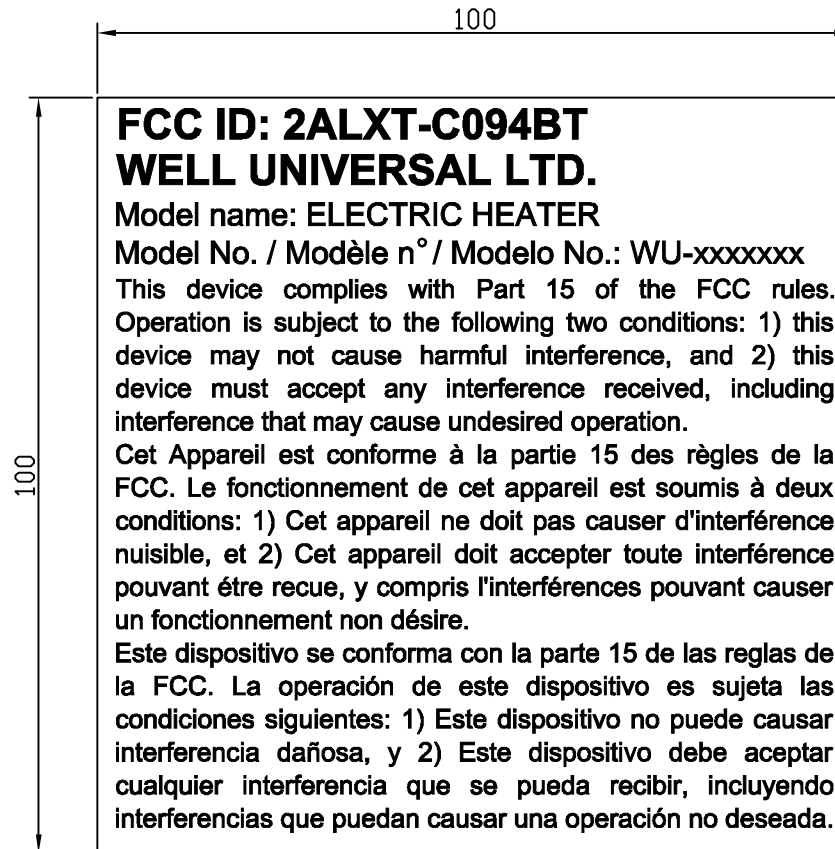 100
100
FCC ID: 2ALXT-C094BT
WELL UNIVERSAL LTD.
Model name: ELECTRIC HEATER
Model No. / Modèle n° / Modelo No.: WU-xxxxxxx
This device complies with Part 15 of the FCC rules.
Operation is subject to the following two conditions: 1) this
device may not cause harmful interference, and 2) this
device must accept any interference received, including
interference that may cause undesired operation.
Cet Appareil est conforme à la partie 15 des règles de la
FCC. Le fonctionnement de cet appareil est soumis à deux
conditions: 1) Cet appareil ne doit pas causer d'interférence
nuisible, et 2) Cet appareil doit accepter toute interférence
pouvant étre recue, y compris l'interférences pouvant causer
un fonctionnement non désire.
Este dispositivo se conforma con la parte 15 de las reglas de
la FCC. La operación de este dispositivo es sujeta las
condiciones siguientes: 1) Este dispositivo no puede causar
interferencia dañosa, y 2) Este dispositivo debe aceptar
cualquier interferencia que se pueda recibir, incluyendo
interferencias que puedan causar una operación no deseada.